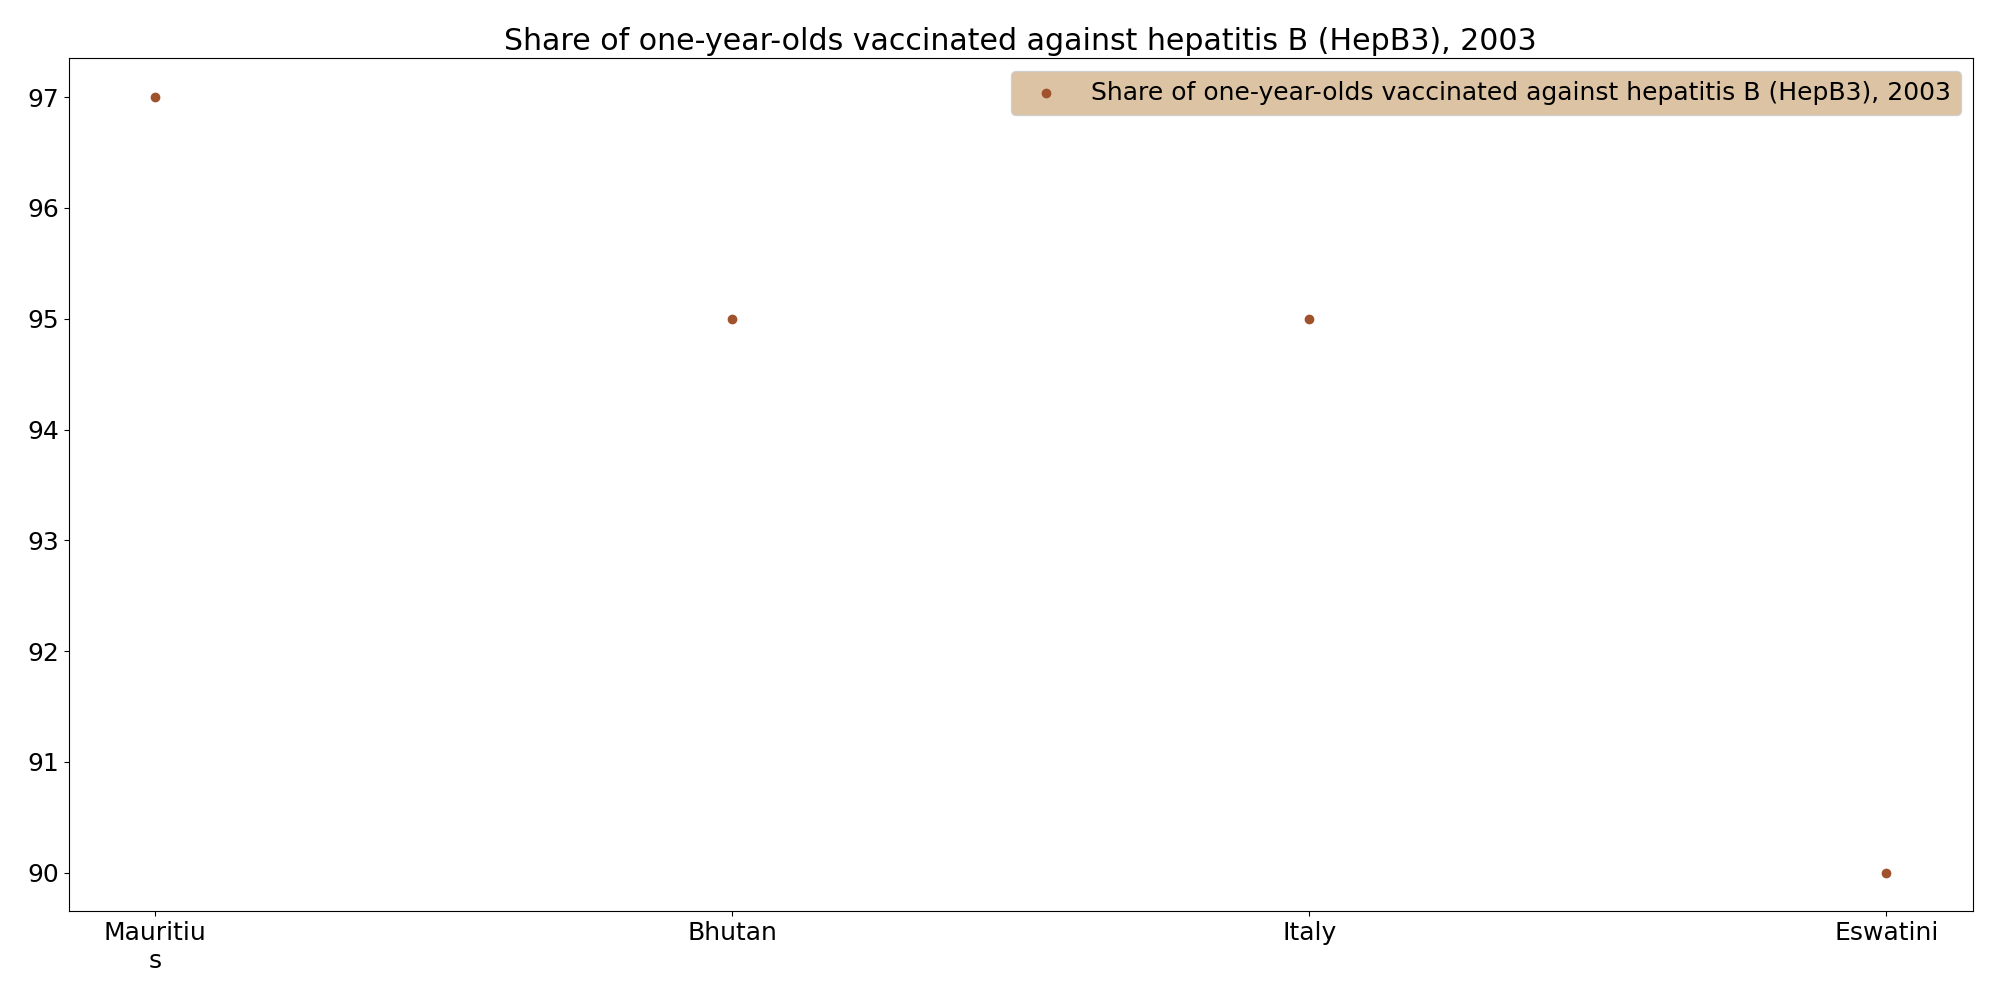 Share of one-year-olds vaccinated against hepatitis B (HepB3), 2003
Share of one-year-olds vaccinated against hepatitis B (HepB3), 2003
97
96
95
94
93
92
91
90
Mauritiu
s
Bhutan
Italy
Eswatini